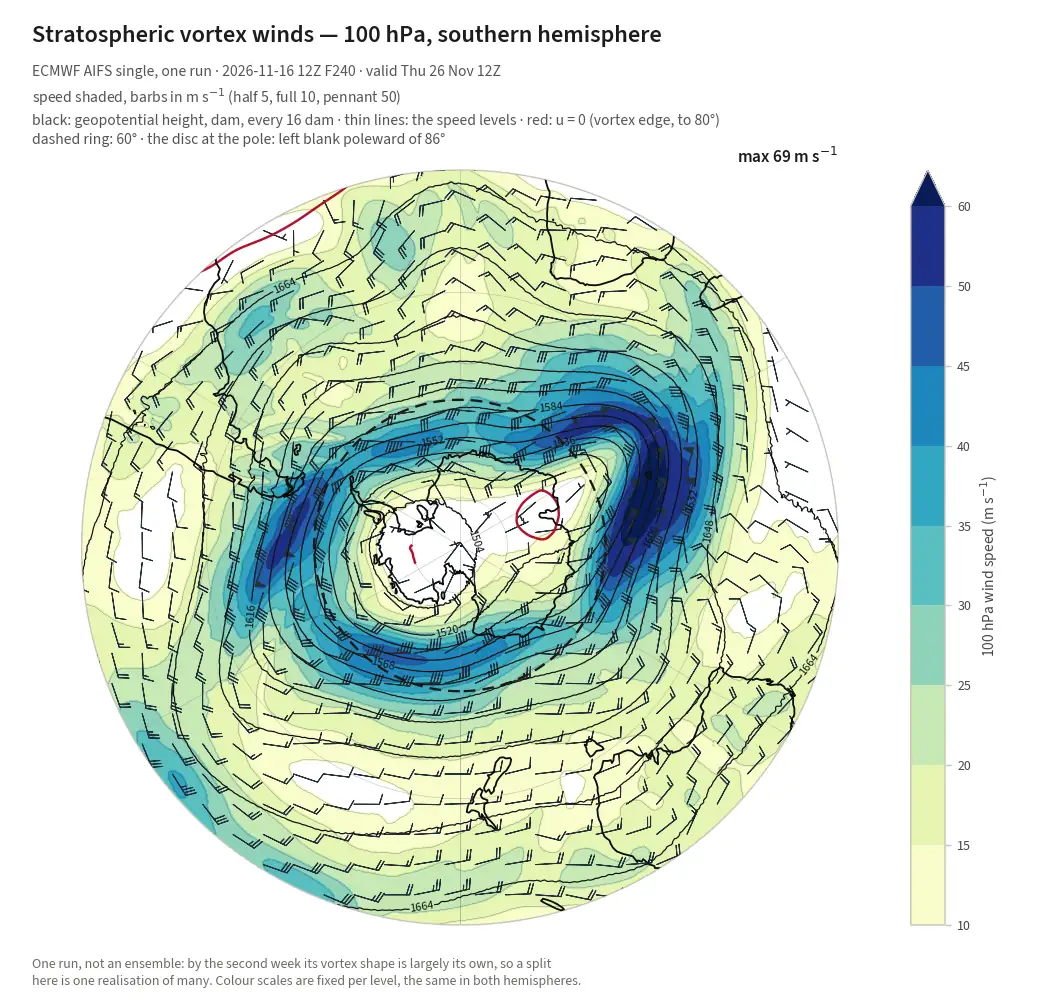 Stratospheric vortex winds — 100 hPa, southern hemisphere
ECMWF AIFS single, one run · 2026-11-16 12Z F240 · valid Thu 26 Nov 12Z
speed shaded, barbs in m s⁻¹ (half 5, full 10, pennant 50)
black: geopotential height, dam, every 16 dam · thin lines: the speed levels · red: u = 0 (vortex edge, to 80°)
dashed ring: 60° · the disc at the pole: left blank poleward of 86°
max 69 m s⁻¹
60
50
45
40
35
30
25
20
15
10
100 hPa wind speed (m s⁻¹)
1664
1584
1552
1536
1632
1648
1504
1616
1520
1568
1664
1664
One run, not an ensemble: by the second week its vortex shape is largely its own, so a split
here is one realisation of many. Colour scales are fixed per level, the same in both hemispheres.